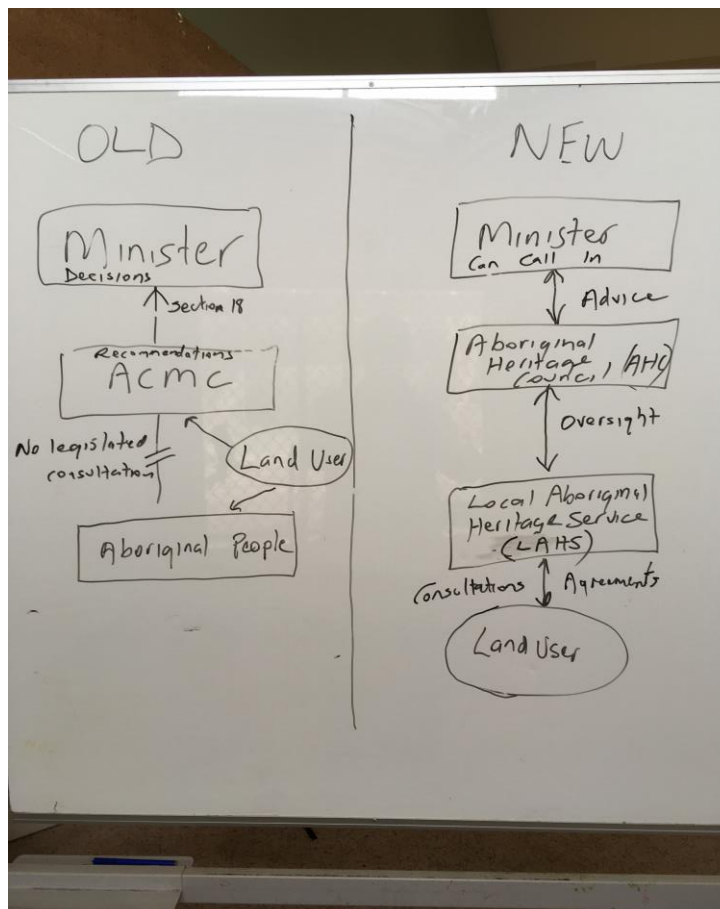 OLD
Minister
Decisions
Section 18
Recommendations
ACMC
No legislated
consultation
Land User
Aboriginal People
NEW
Minister
Can Call In
Advice
Aboriginal
Heritage
Council (AHC)
Oversight
Local Aboriginal
Heritage Service
(LAHS)
Consultations Agreements
Land User